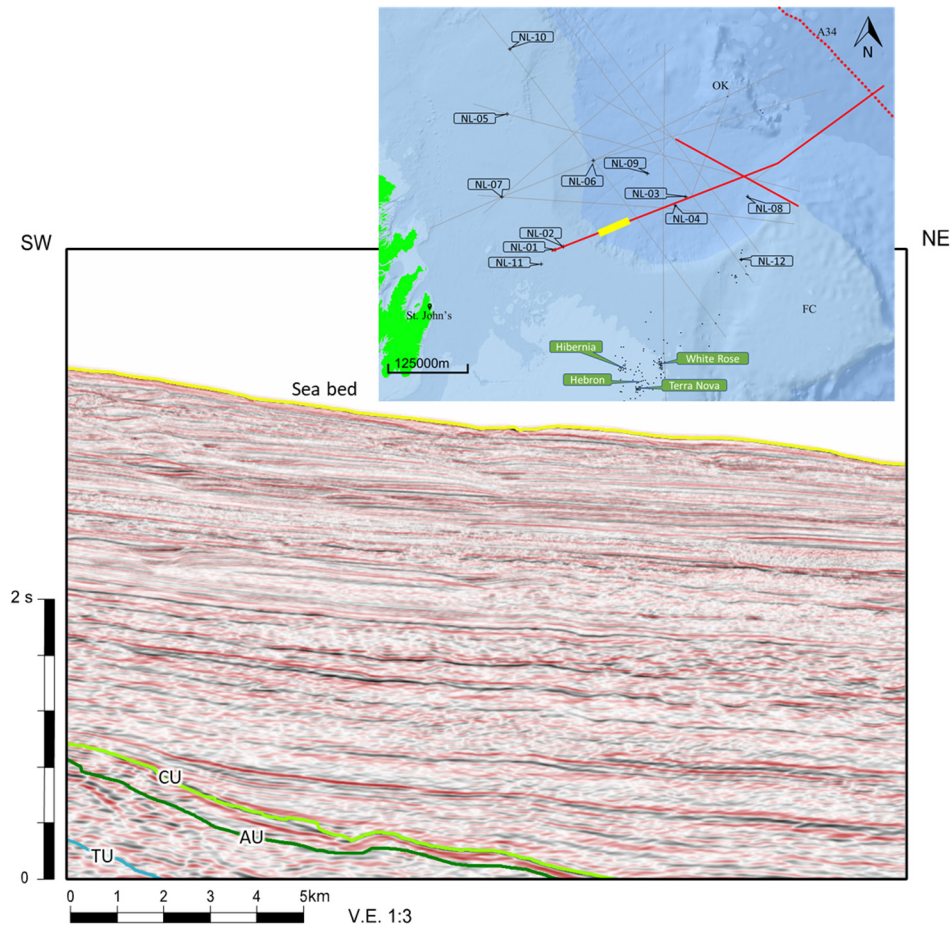 NL-10
A34
N
OK
NL-05
NL-09
NL-07
NL-06
NL-03
NL-08
NL-04
NL-02
NL-01
NL-11
NL-12
SW
NE
FC
St. John's
Hibernia
White Rose
125000m
Hebron
Terra Nova
Sea bed
2 s
CU
AU
TU
0
0 1 2 3 4 5km
V.E. 1:3